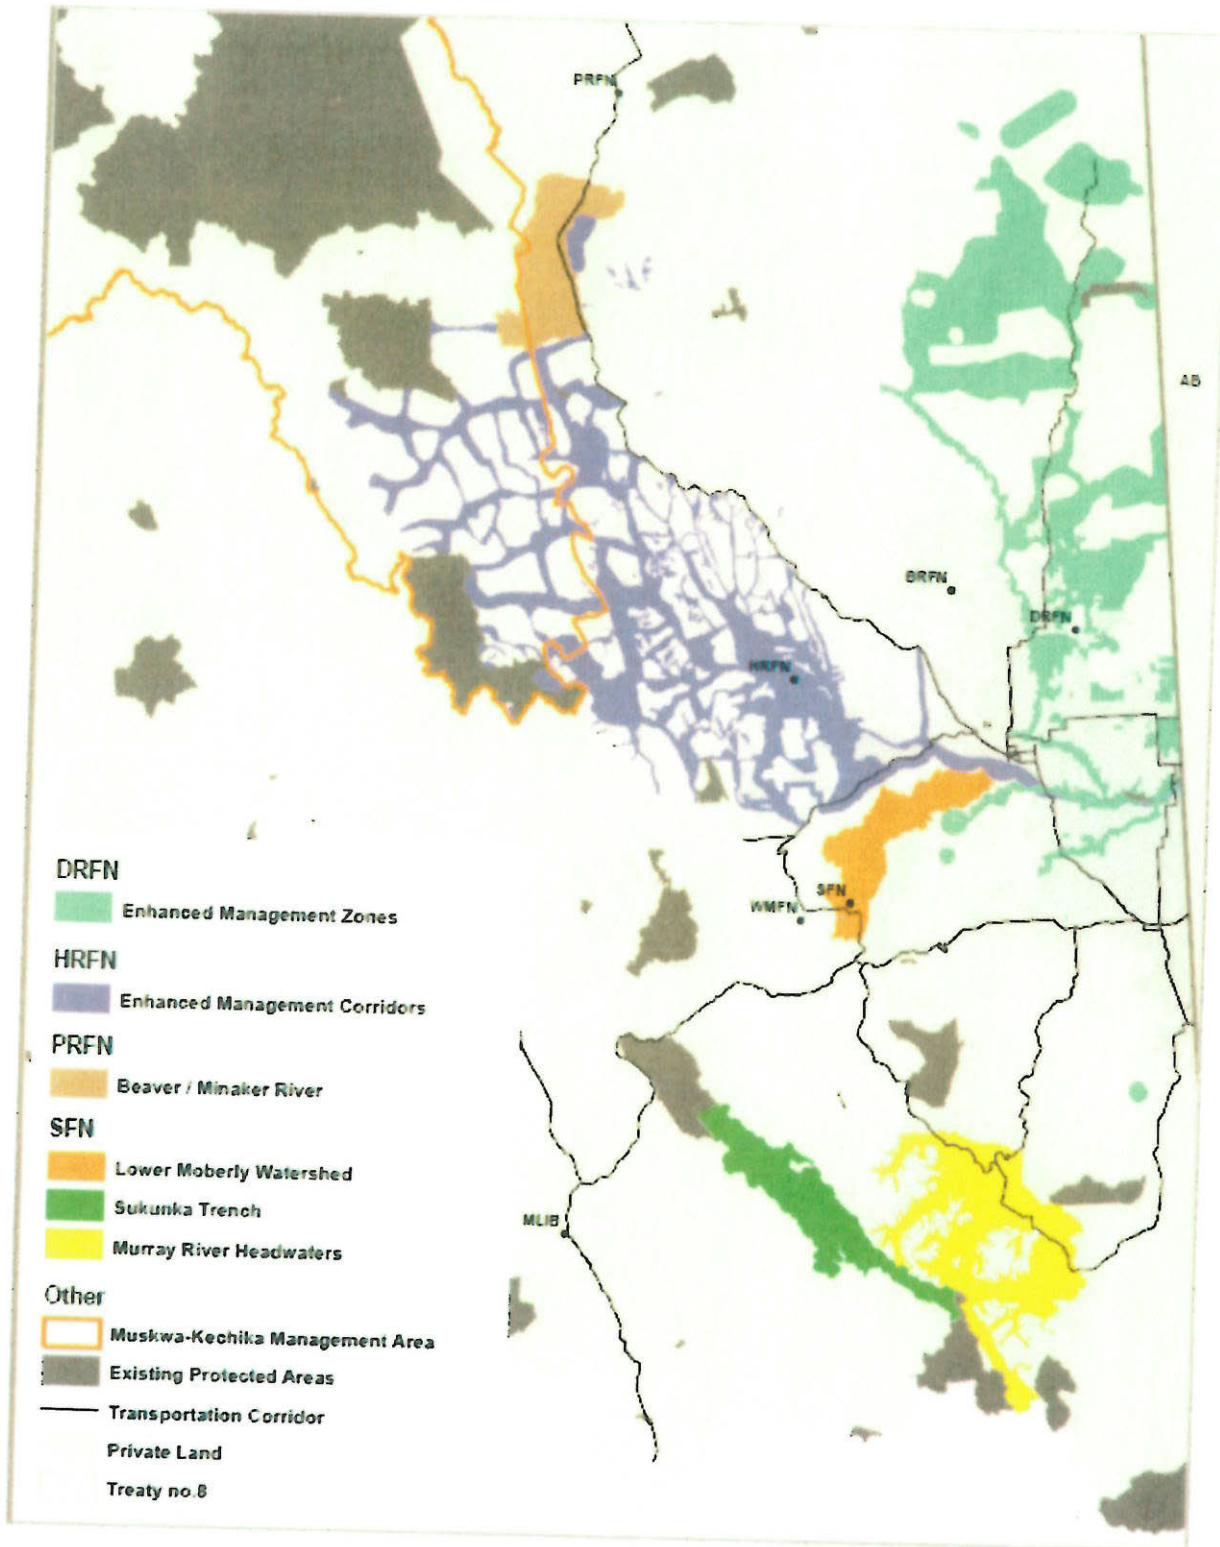 PRFN
AB
BRFN
DRFN
HRFN
SFN
WMFN
MLIB
DRFN
Enhanced Management Zones
HRFN
Enhanced Management Corridors
PRFN
Beaver / Minaker River
SFN
Lower Moberly Watershed
Sukunka Trench
Murray River Headwaters
Other
Muskwa-Kechika Management Area
Existing Protected Areas
Transportation Corridor
Private Land
Treaty no.8